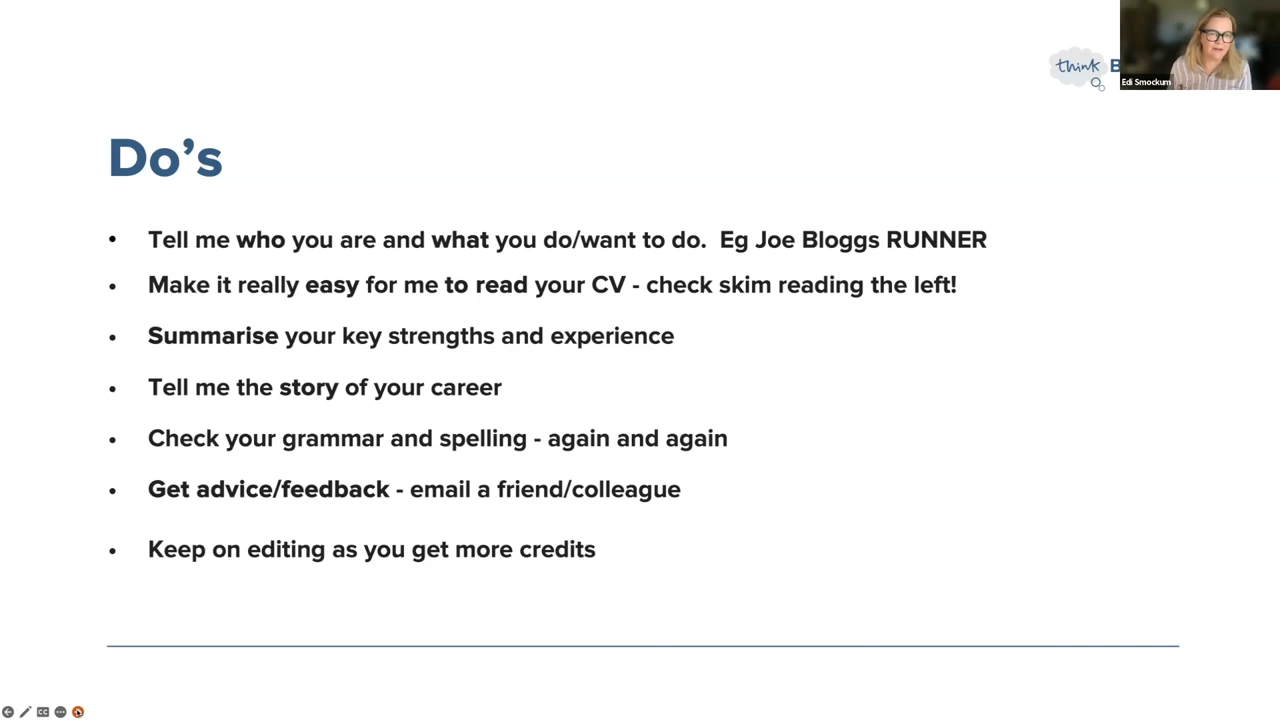 think B
Edi Smockum
Do's
• Tell me who you are and what you do/want to do. Eg Joe Bloggs RUNNER
• Make it really easy for me to read your CV - check skim reading the left!
• Summarise your key strengths and experience
• Tell me the story of your career
• Check your grammar and spelling - again and again
• Get advice/feedback - email a friend/colleague
• Keep on editing as you get more credits
CC